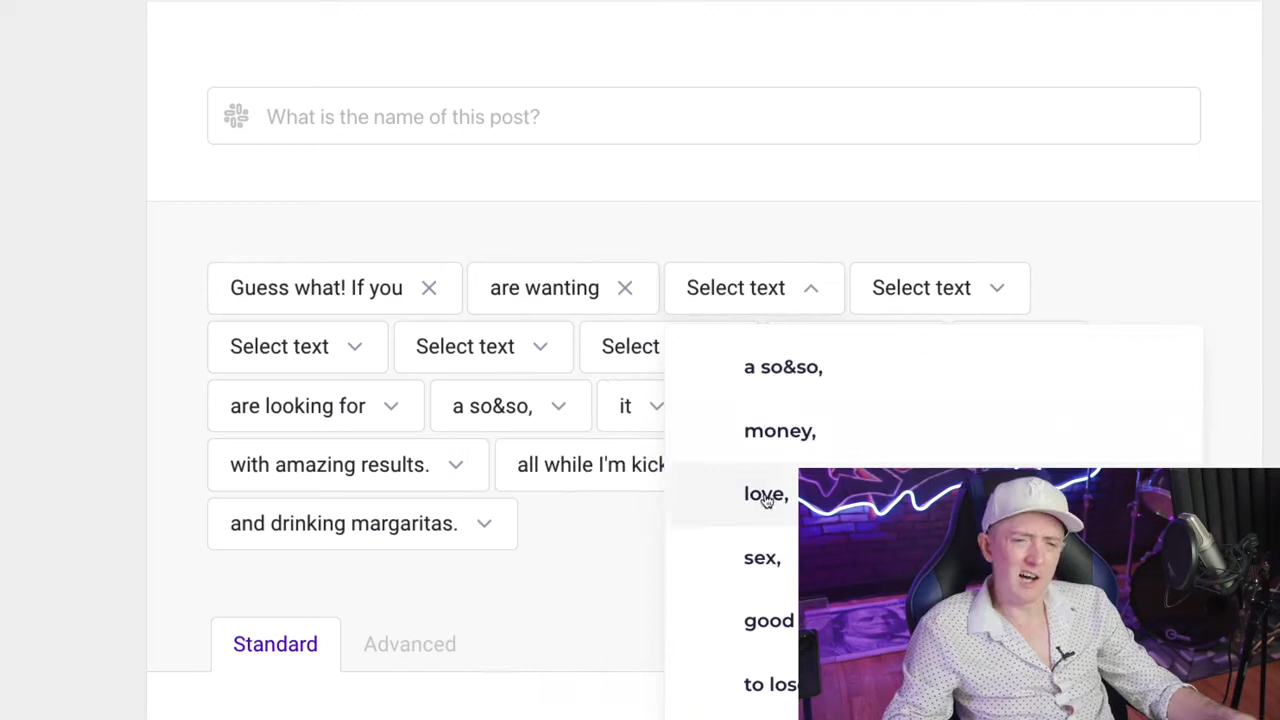 What is the name of this post?
Guess what! If you are wanting Select text Select text
Select text Select text Select
are looking for a so&so, it
with amazing results. all while I'm kick
and drinking margaritas.
a so&so,
money,
love,
sex,
good
to los
Standard Advanced